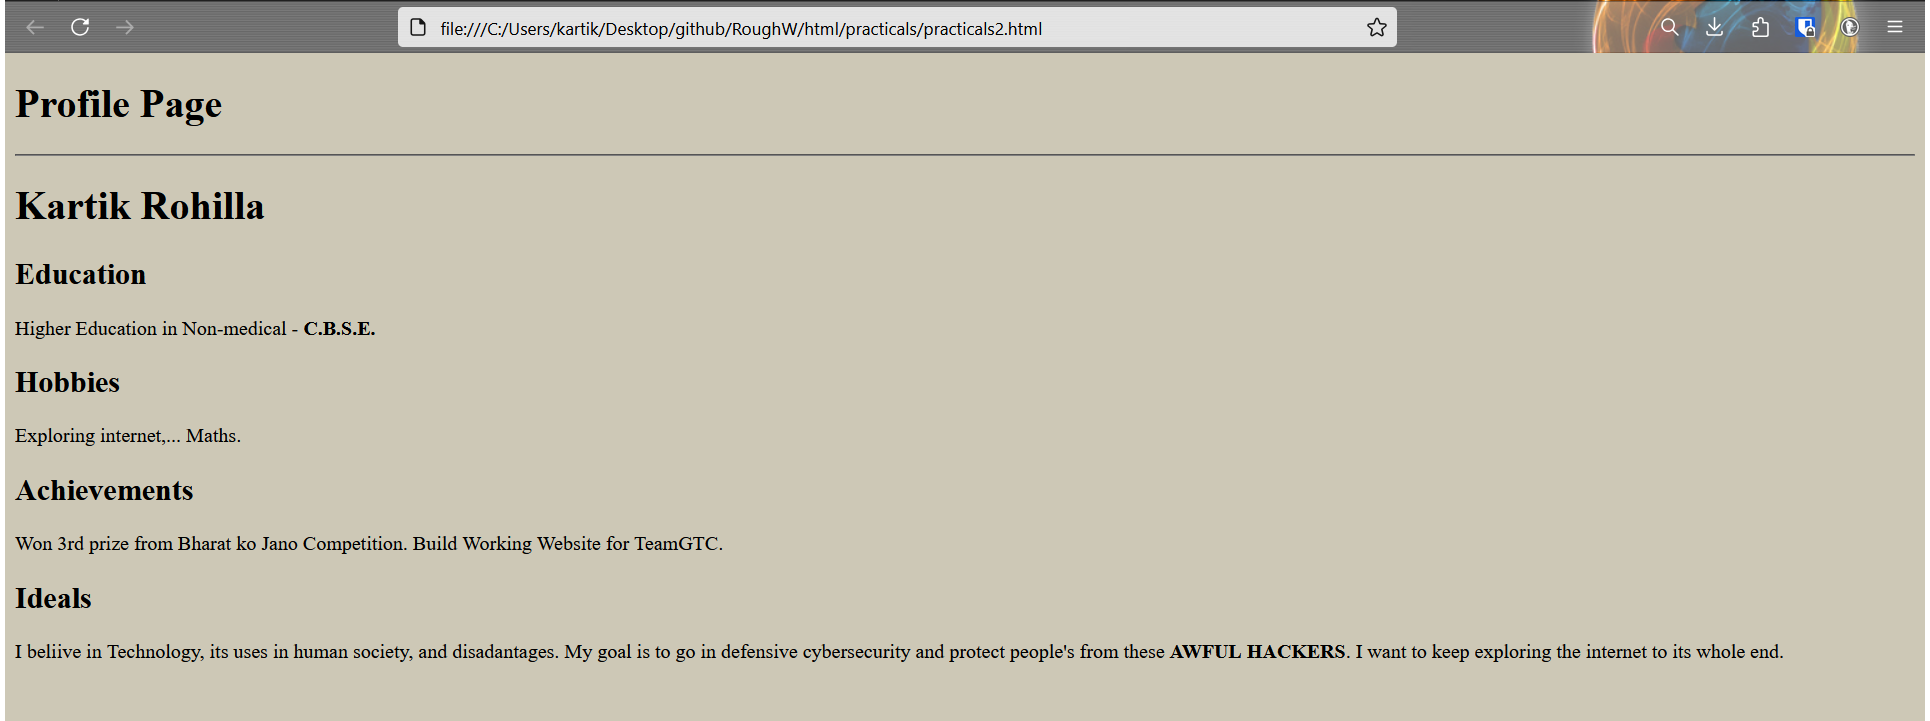 file:///C:/Users/kartik/Desktop/github/RoughW/html/practicals/practicals2.html
Profile Page
Kartik Rohilla
Education
Higher Education in Non-medical - C.B.S.E.
Hobbies
Exploring internet,... Maths.
Achievements
Won 3rd prize from Bharat ko Jano Competition. Build Working Website for TeamGTC.
Ideals
I beliive in Technology, its uses in human society, and disadantages. My goal is to go in defensive cybersecurity and protect people's from these AWFUL HACKERS. I want to keep exploring the internet to its whole end.